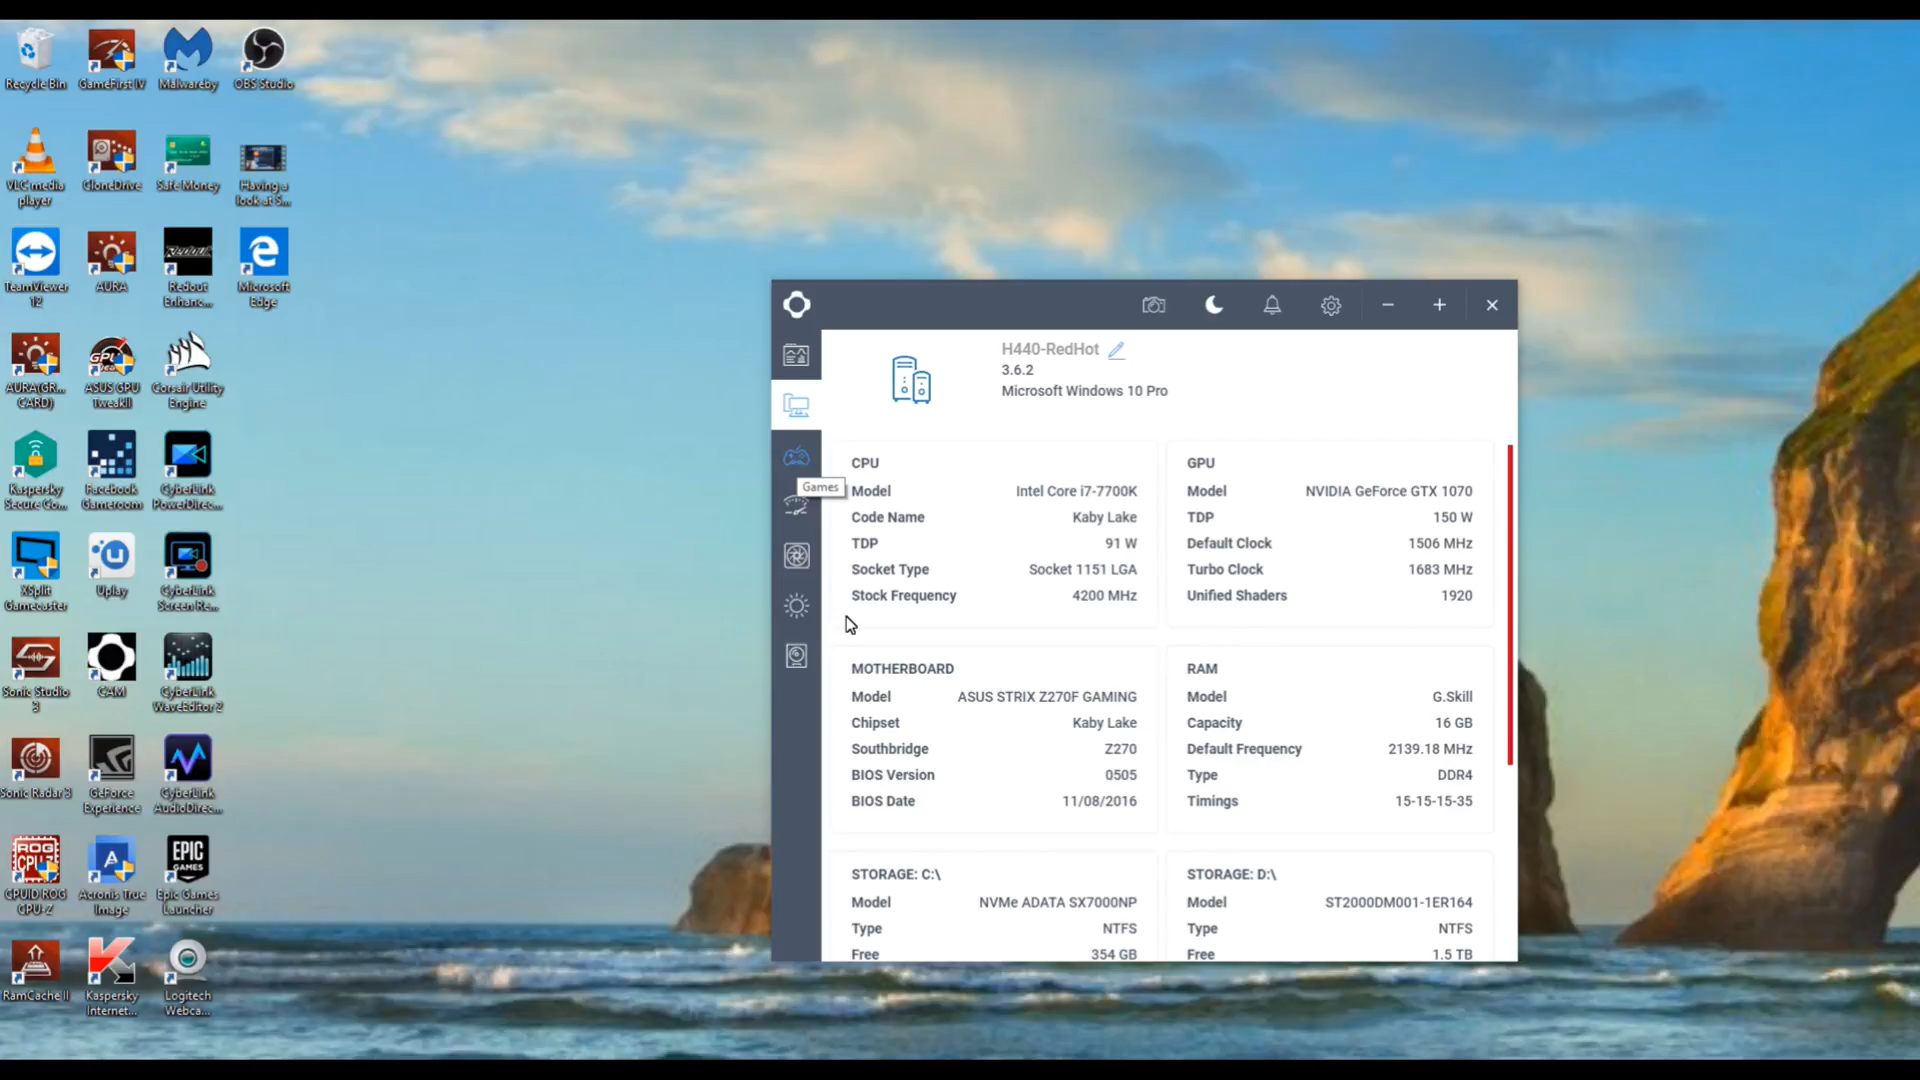 Recycle Bin
GameFirst IV
Malwareby
OBS Studio
VLC media
player
CloneDrive
Safe Money
Having a
look at S...
TeamViewer
12
AURA
Redout
Redout
Enhanc...
Microsoft
Edge
AURA(GR...
CARD)
GPU
ASUS GPU
TweakII
Corsair Utility
Engine
Kaspersky
Secure Co...
Facebook
Gameroom
CyberLink
PowerDirec...
XSplit
Gamecaster
Uplay
CyberLink
Screen Re...
Sonic Studio
3
CAM
CyberLink
WaveEditor 2
Sonic Radar 3
GeForce
Experience
CyberLink
AudioDirec...
ROG
CPU-Z
CPUID ROG
CPU-Z
Acronis True
Image
EPIC
GAMES
Epic Games
Launcher
RamCache II
Kaspersky
Internet...
Logitech
Webca...
H440-RedHot
3.6.2
Microsoft Windows 10 Pro
Games
CPU
Model Intel Core i7-7700K
Code Name Kaby Lake
TDP 91 W
Socket Type Socket 1151 LGA
Stock Frequency 4200 MHz
GPU
Model NVIDIA GeForce GTX 1070
TDP 150 W
Default Clock 1506 MHz
Turbo Clock 1683 MHz
Unified Shaders 1920
MOTHERBOARD
Model ASUS STRIX Z270F GAMING
Chipset Kaby Lake
Southbridge Z270
BIOS Version 0505
BIOS Date 11/08/2016
RAM
Model G.Skill
Capacity 16 GB
Default Frequency 2139.18 MHz
Type DDR4
Timings 15-15-15-35
STORAGE: C:\
Model NVMe ADATA SX7000NP
Type NTFS
Free 354 GB
STORAGE: D:\
Model ST2000DM001-1ER164
Type NTFS
Free 1.5 TB